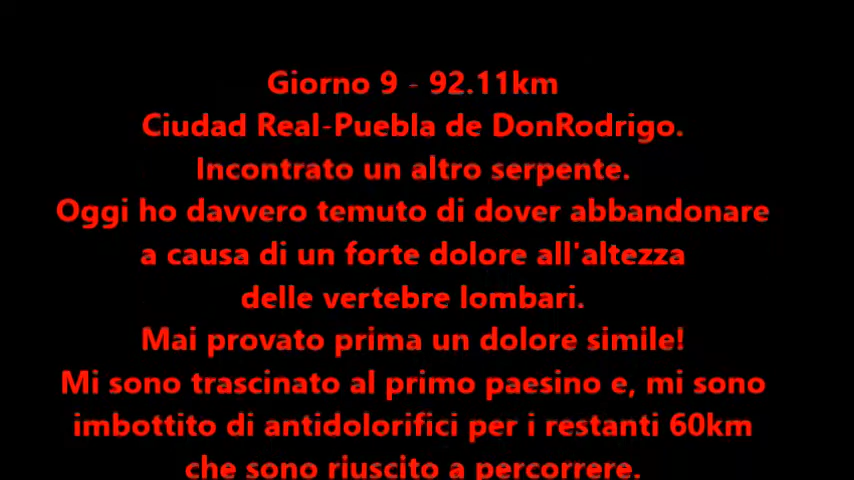 Giorno 9 - 92.11km
Ciudad Real-Puebla de DonRodrigo.
Incontrato un altro serpente.
Oggi ho davvero temuto di dover abbandonare
a causa di un forte dolore all'altezza
delle vertebre lombari.
Mai provato prima un dolore simile!
Mi sono trascinato al primo paesino e, mi sono
imbottito di antidolorifici per i restanti 60km
che sono riuscito a percorrere.